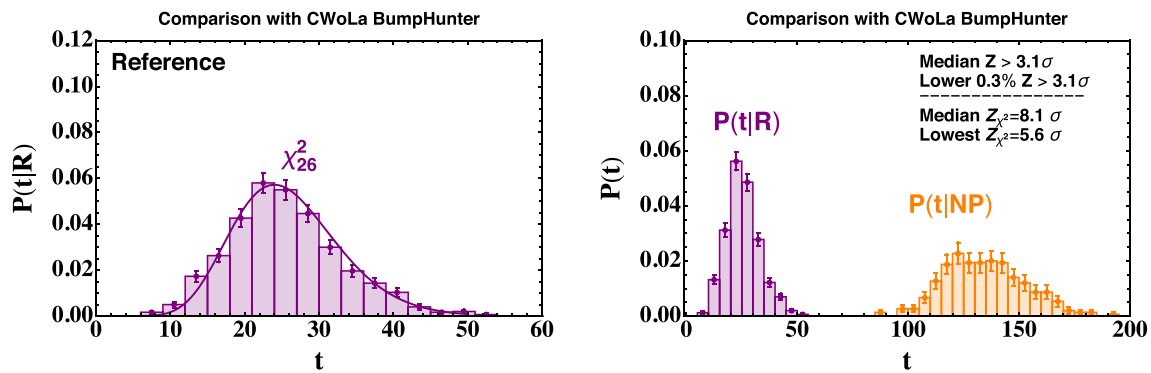 Comparison with CWoLa BumpHunter
0.12
0.10
0.08
0.06
0.04
0.02
0.00
P(t|R)
Reference
χ²₂₆
0 10 20 30 40 50 60
t
Comparison with CWoLa BumpHunter
0.10
0.08
0.06
0.04
0.02
0.00
P(t)
Median Z > 3.1σ
Lower 0.3% Z > 3.1σ
----------------
Median Zχ²=8.1 σ
Lowest Zχ²=5.6 σ
P(t|R)
P(t|NP)
0 50 100 150 200
t